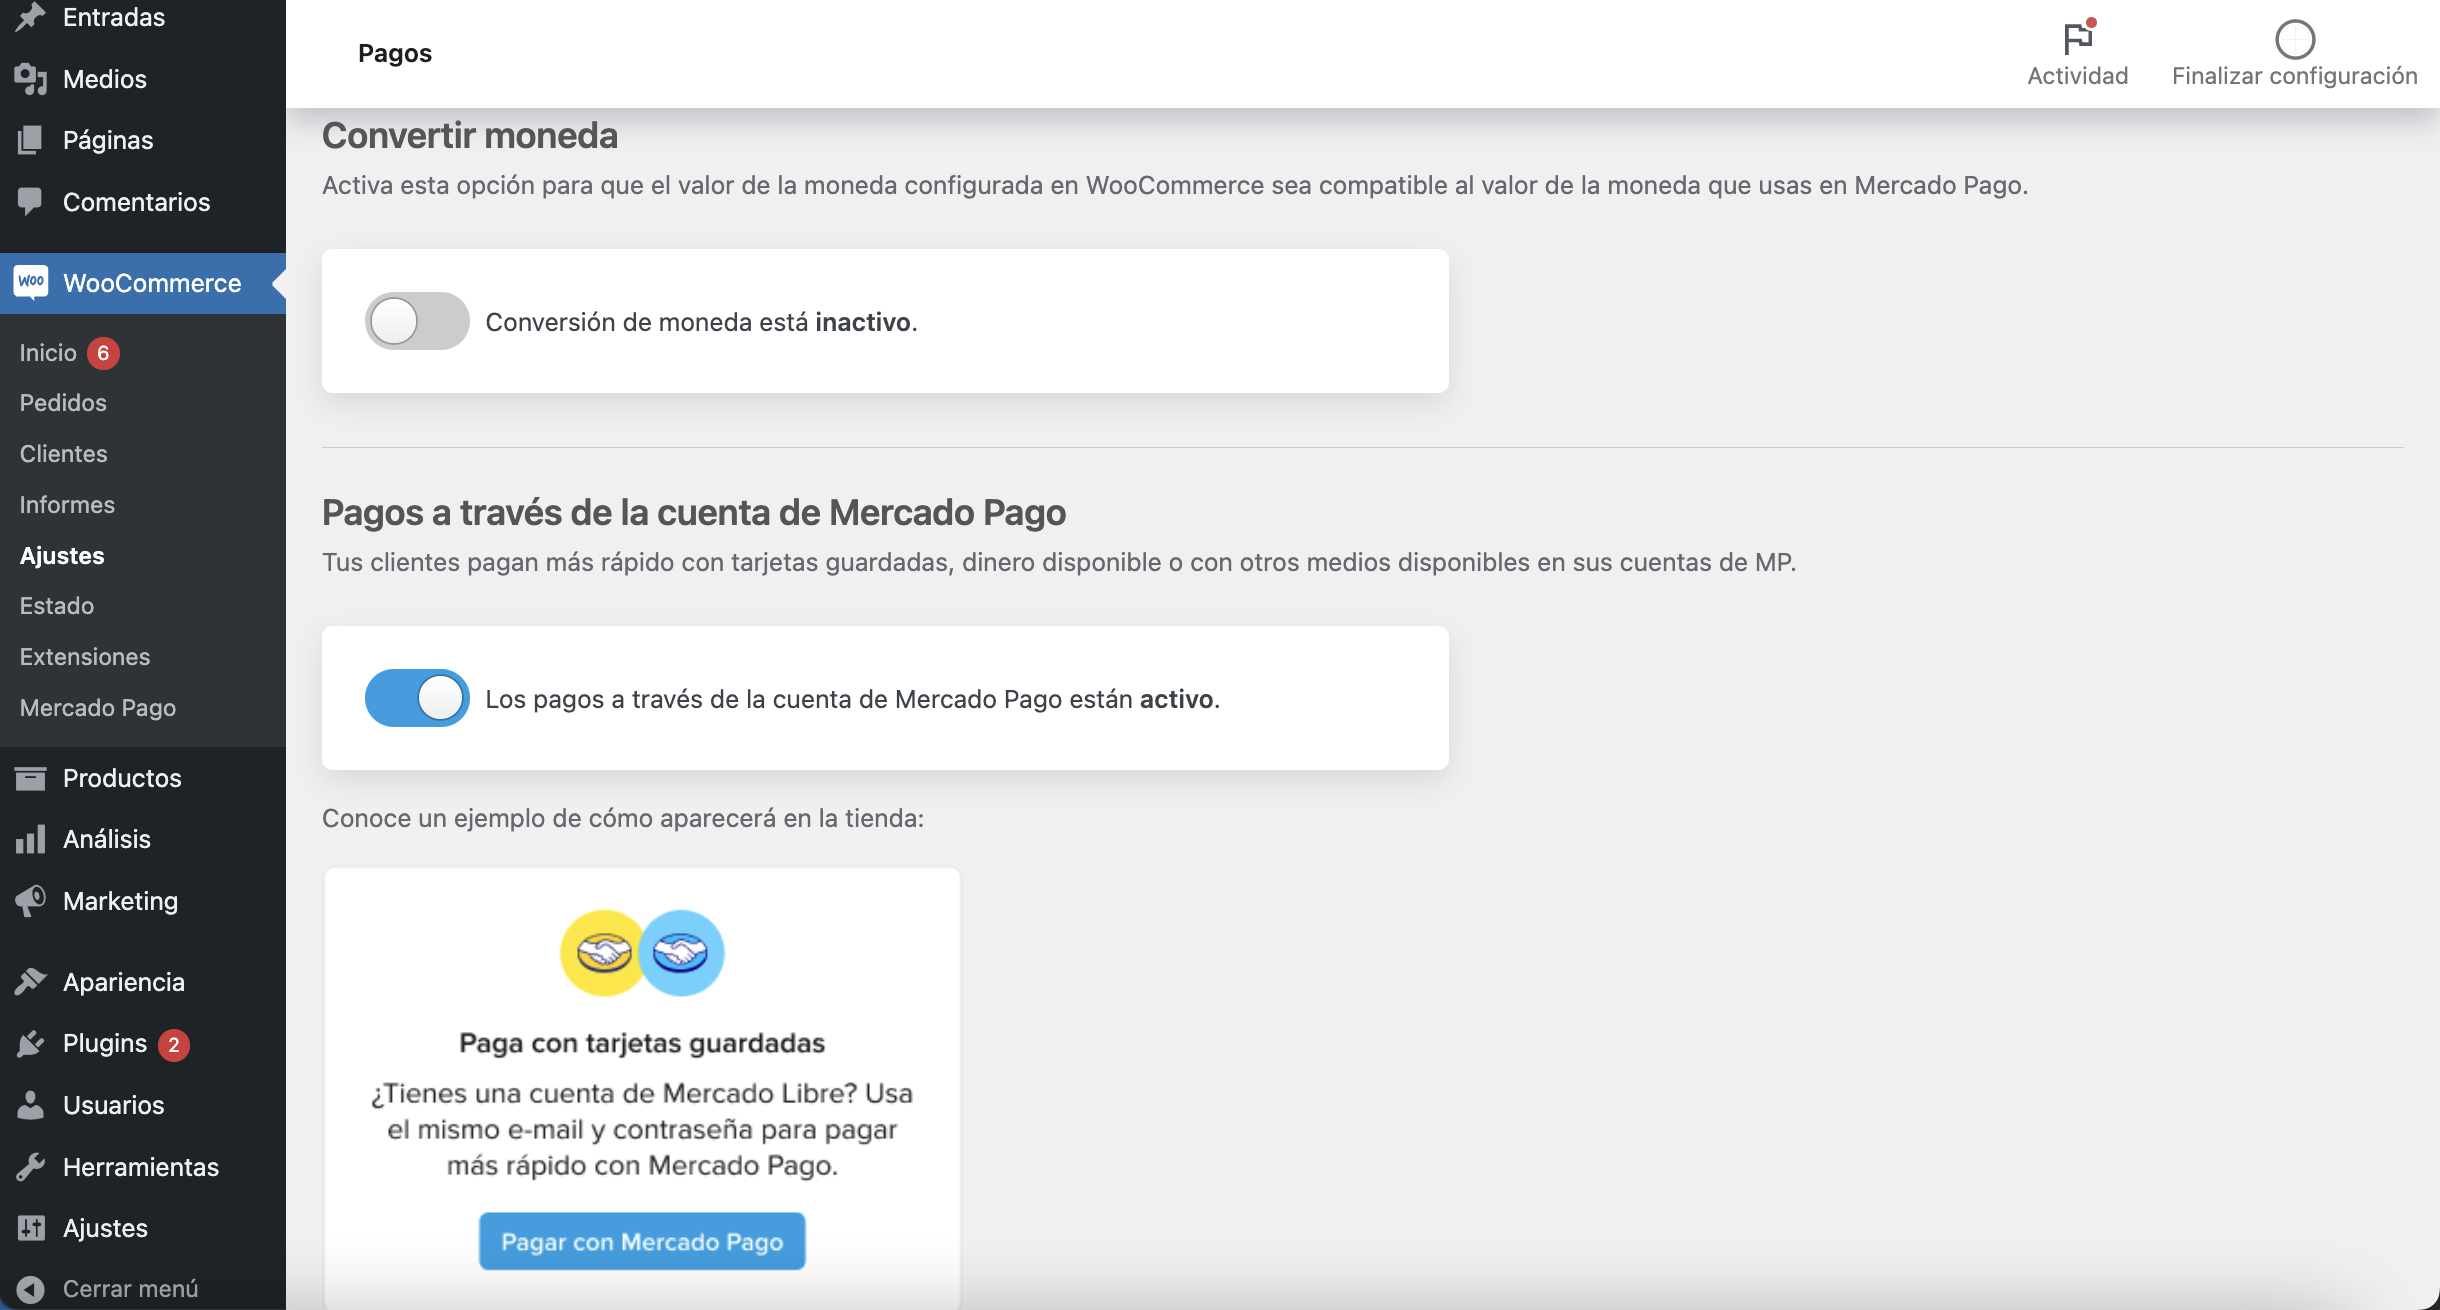 Entradas
Medios
Páginas
Comentarios
Woo WooCommerce
Inicio 6
Pedidos
Clientes
Informes
Ajustes
Estado
Extensiones
Mercado Pago
Productos
Análisis
Marketing
Apariencia
Plugins 2
Usuarios
Herramientas
Ajustes
Cerrar menú
Pagos
Actividad
Finalizar configuración
Convertir moneda
Activa esta opción para que el valor de la moneda configurada en WooCommerce sea compatible al valor de la moneda que usas en Mercado Pago.
Conversión de moneda está inactivo.
Pagos a través de la cuenta de Mercado Pago
Tus clientes pagan más rápido con tarjetas guardadas, dinero disponible o con otros medios disponibles en sus cuentas de MP.
Los pagos a través de la cuenta de Mercado Pago están activo.
Conoce un ejemplo de cómo aparecerá en la tienda:
Paga con tarjetas guardadas
¿Tienes una cuenta de Mercado Libre? Usa
el mismo e-mail y contraseña para pagar
más rápido con Mercado Pago.
Pagar con Mercado Pago